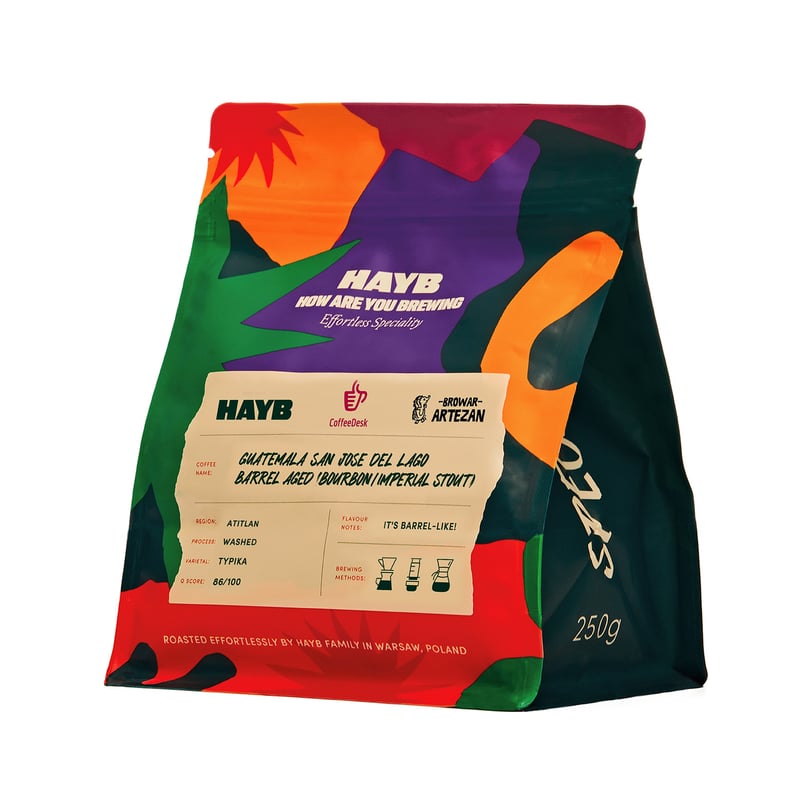 HAYB
HOW ARE YOU BREWING
Effortless Speciality
HAYB
CoffeeDesk
-BROWAR-
ARTEZAN
COFFEE
NAME:
GUATEMALA SAN JOSE DEL LAGO
BARREL AGED (BOURBON/IMPERIAL STOUT)
REGION: ATITLAN
PROCESS: WASHED
VARIETAL: TYPIKA
Q SCORE: 86/100
FLAVOUR
NOTES: IT'S BARREL-LIKE!
BREWING
METHODS:
ROASTED EFFORTLESSLY BY HAYB FAMILY IN WARSAW, POLAND
250g